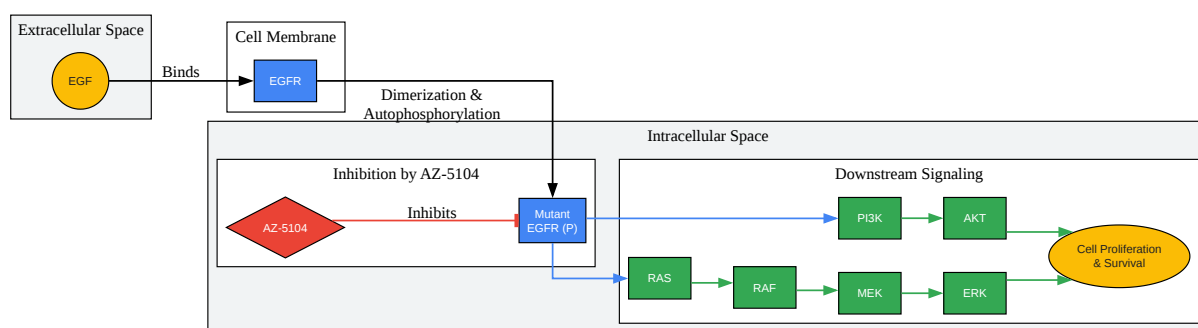 Extracellular Space
EGF
Binds
Cell Membrane
EGFR
Dimerization &
Autophosphorylation
Intracellular Space
Inhibition by AZ-5104
AZ-5104
Inhibits
Mutant
EGFR (P)
Downstream Signaling
PI3K
AKT
RAS
RAF
MEK
ERK
Cell Proliferation
& Survival